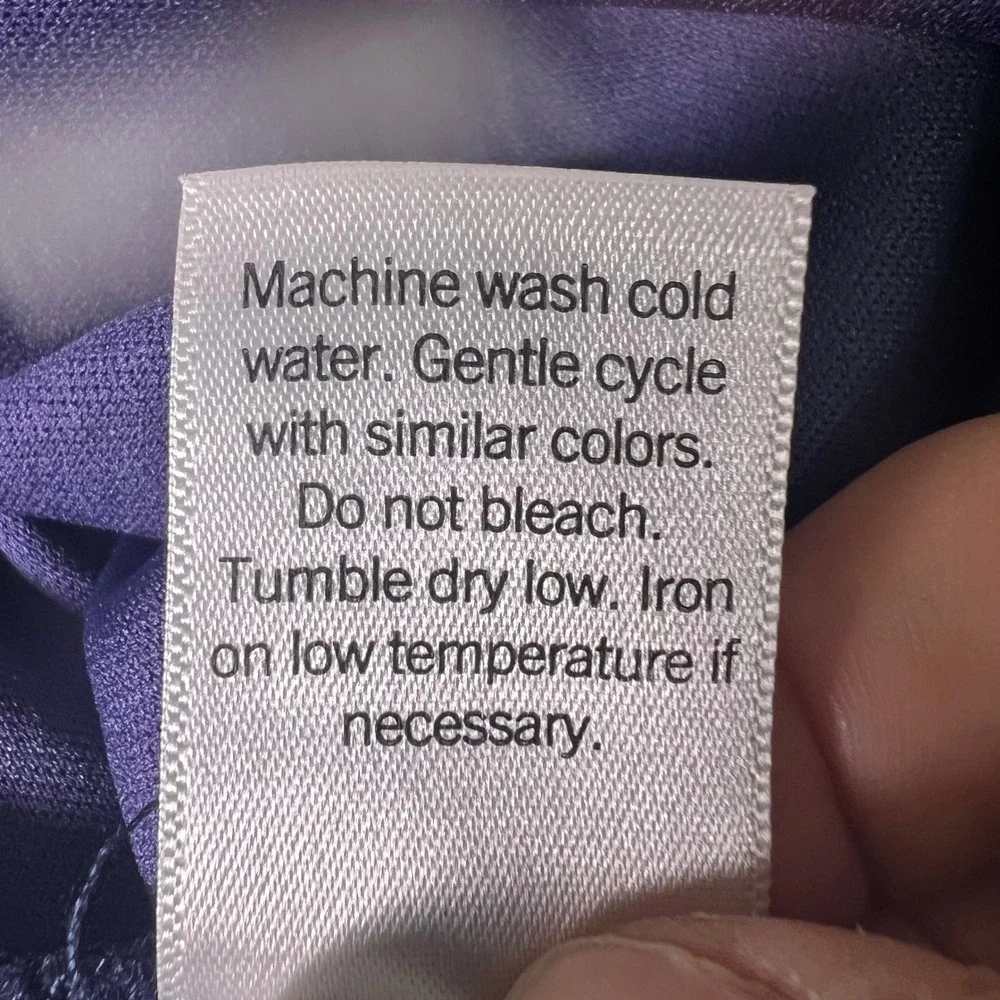 Machine wash cold
water. Gentle cycle
with similar colors.
Do not bleach.
Tumble dry low. Iron
on low temperature if
necessary.